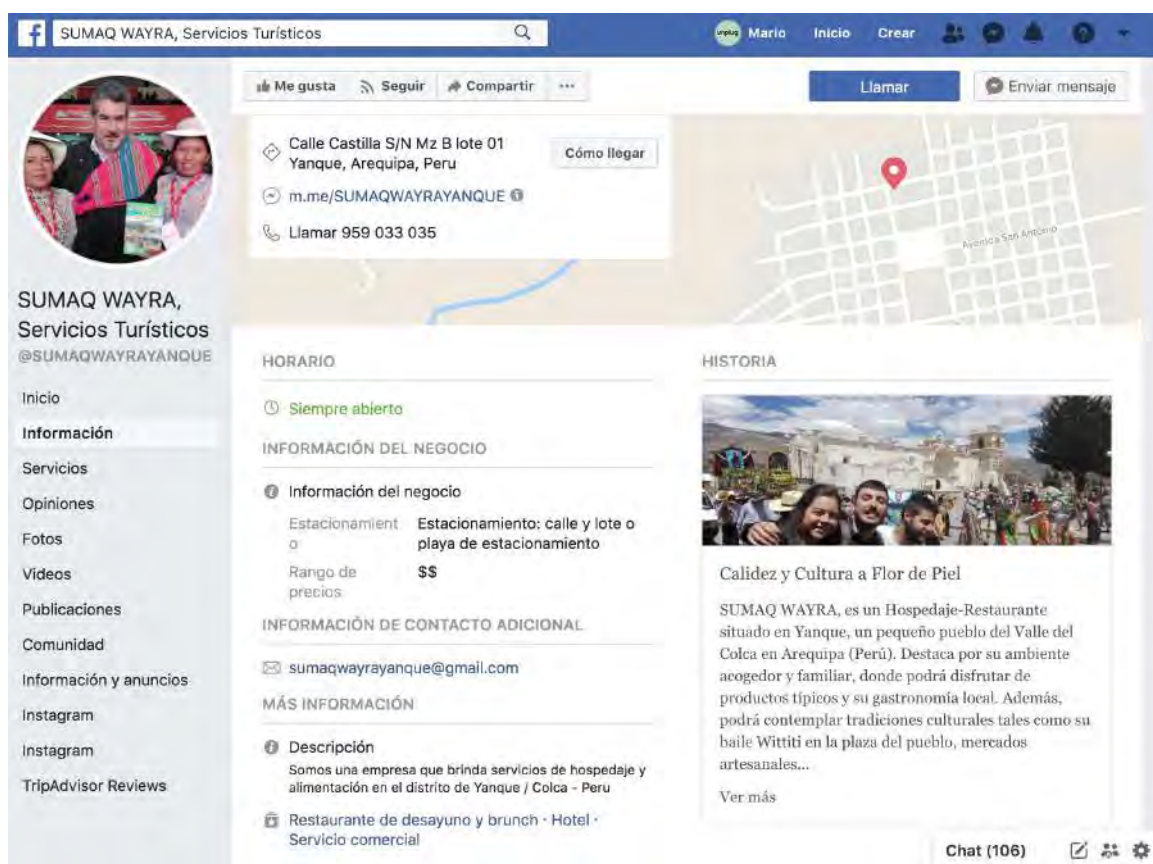 SUMAQ WAYRA, Servicios Turísticos
Mario Inicio Crear
Me gusta Seguir Compartir ...
Llamar Enviar mensaje
Calle Castilla S/N Mz B lote 01
Yanque, Arequipa, Peru
Cómo llegar
m.me/SUMAQWAYRAYANQUE
Llamar 959 033 035
Avenida San Antonio
SUMAQ WAYRA,
Servicios Turísticos
@SUMAQWAYRAYANQUE
Inicio
Información
Servicios
Opiniones
Fotos
Videos
Publicaciones
Comunidad
Información y anuncios
Instagram
Instagram
TripAdvisor Reviews
HORARIO
Siempre abierto
INFORMACIÓN DEL NEGOCIO
Información del negocio
Estacionamient
o
Estacionamiento: calle y lote o
playa de estacionamiento
Rango de
precios
$$
INFORMACIÓN DE CONTACTO ADICIONAL
sumaqwayrayanque@gmail.com
MÁS INFORMACIÓN
Descripción
Somos una empresa que brinda servicios de hospedaje y
alimentación en el distrito de Yanque / Colca - Peru
Restaurante de desayuno y brunch · Hotel ·
Servicio comercial
HISTORIA
Calidez y Cultura a Flor de Piel
SUMAQ WAYRA, es un Hospedaje-Restaurante
situado en Yanque, un pequeño pueblo del Valle del
Colca en Arequipa (Perú). Destaca por su ambiente
acogedor y familiar, donde podrá disfrutar de
productos típicos y su gastronomía local. Además,
podrá contemplar tradiciones culturales tales como su
baile Wittiti en la plaza del pueblo, mercados
artesanales...
Ver más
Chat (106)